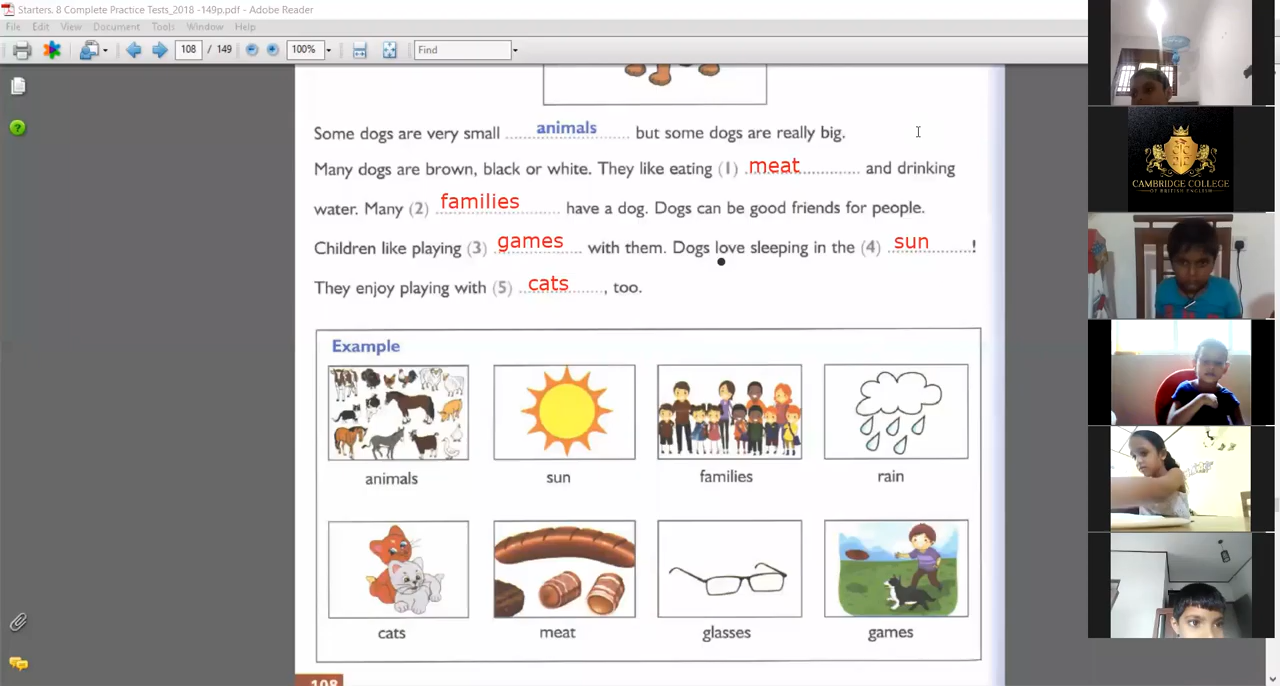 Starters. 8 Complete Practice Tests_2018 -149p.pdf - Adobe Reader
File Edit View Document Tools Window Help
108 / 149 100% Find
Some dogs are very small animals but some dogs are really big.
Many dogs are brown, black or white. They like eating (1) meat and drinking
water. Many (2) families have a dog. Dogs can be good friends for people.
Children like playing (3) games with them. Dogs love sleeping in the (4) sun !
They enjoy playing with (5) cats , too.
Example
animals sun families rain
cats meat glasses games
108
CAMBRIDGE COLLEGE
OF BRITISH ENGLISH